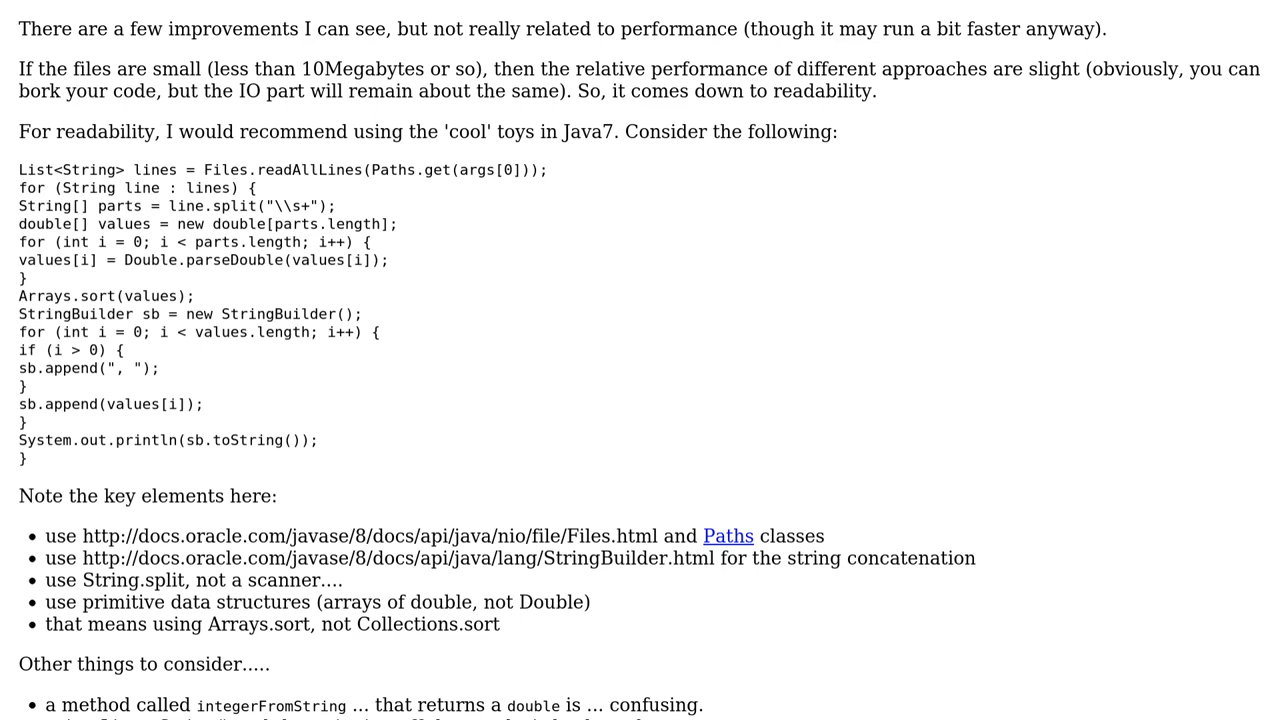 There are a few improvements I can see, but not really related to performance (though it may run a bit faster anyway).
If the files are small (less than 10Megabytes or so), then the relative performance of different approaches are slight (obviously, you can
bork your code, but the IO part will remain about the same). So, it comes down to readability.
For readability, I would recommend using the 'cool' toys in Java7. Consider the following:
List<String> lines = Files.readAllLines(Paths.get(args[0]));
for (String line : lines) {
String[] parts = line.split("\\s+");
double[] values = new double[parts.length];
for (int i = 0; i < parts.length; i++) {
values[i] = Double.parseDouble(values[i]);
}
Arrays.sort(values);
StringBuilder sb = new StringBuilder();
for (int i = 0; i < values.length; i++) {
if (i > 0) {
sb.append(", ");
}
sb.append(values[i]);
}
System.out.println(sb.toString());
}
Note the key elements here:
• use http://docs.oracle.com/javase/8/docs/api/java/nio/file/Files.html and Paths classes
• use http://docs.oracle.com/javase/8/docs/api/java/lang/StringBuilder.html for the string concatenation
• use String.split, not a scanner....
• use primitive data structures (arrays of double, not Double)
• that means using Arrays.sort, not Collections.sort
Other things to consider.....
• a method called integerFromString ... that returns a double is ... confusing.